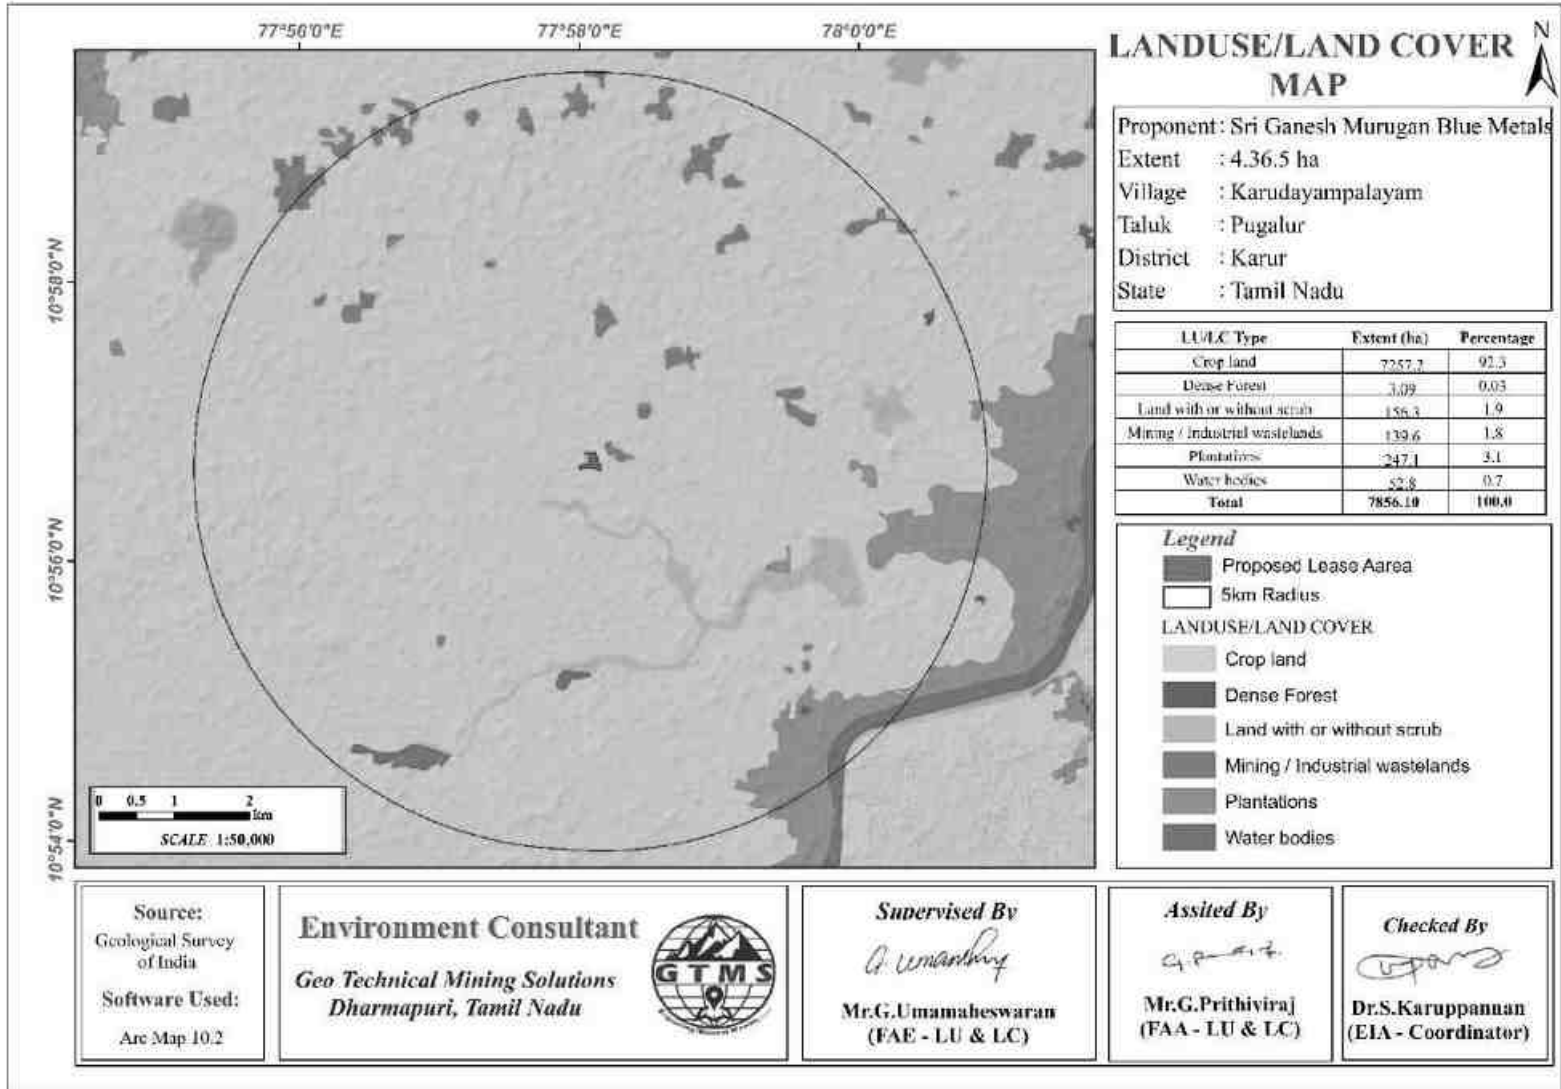 77°56'0"E 77°58'0"E 78°0'0"E
10°58'0"N
10°56'0"N
10°54'0"N
0 0.5 1 2
km
SCALE 1:50,000
N
LANDUSE/LAND COVER
MAP
Proponent : Sri Ganesh Murugan Blue Metals
Extent : 4.36.5 ha
Village : Karudayampalayam
Taluk : Pugalur
District : Karur
State : Tamil Nadu
LU/LC Type Extent (ha) Percentage
Crop land 7257.2 92.3
Dense Forest 3.09 0.03
Land with or without scrub 156.3 1.9
Mining / Industrial wastelands 139.6 1.8
Plantations 247.1 3.1
Water bodies 52.8 0.7
Total 7856.10 100.0
Legend
Proposed Lease Aarea
5km Radius
LANDUSE/LAND COVER
Crop land
Dense Forest
Land with or without scrub
Mining / Industrial wastelands
Plantations
Water bodies
Source:
Geological Survey
of India
Software Used:
Arc Map 10.2
Environment Consultant
Geo Technical Mining Solutions
Dharmapuri, Tamil Nadu
GTMS
Supervised By
Mr.G.Umamaheswaran
(FAE - LU & LC)
Assited By
Mr.G.Prithiviraj
(FAA - LU & LC)
Checked By
Dr.S.Karuppannan
(EIA - Coordinator)